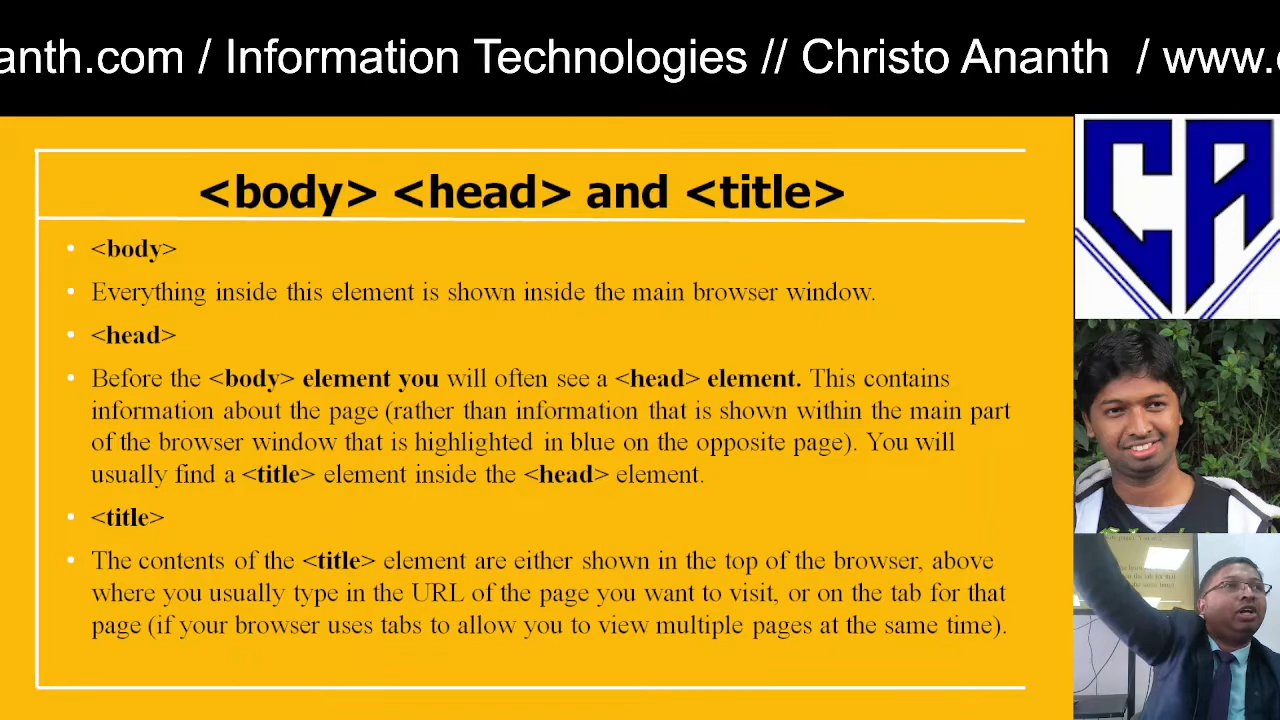 anth.com / Information Technologies // Christo Ananth / www.
<body> <head> and <title>
<body>
Everything inside this element is shown inside the main browser window.
<head>
Before the <body> element you will often see a <head> element. This contains
information about the page (rather than information that is shown within the main part
of the browser window that is highlighted in blue on the opposite page). You will
usually find a <title> element inside the <head> element.
<title>
The contents of the <title> element are either shown in the top of the browser, above
where you usually type in the URL of the page you want to visit, or on the tab for that
page (if your browser uses tabs to allow you to view multiple pages at the same time).
CA